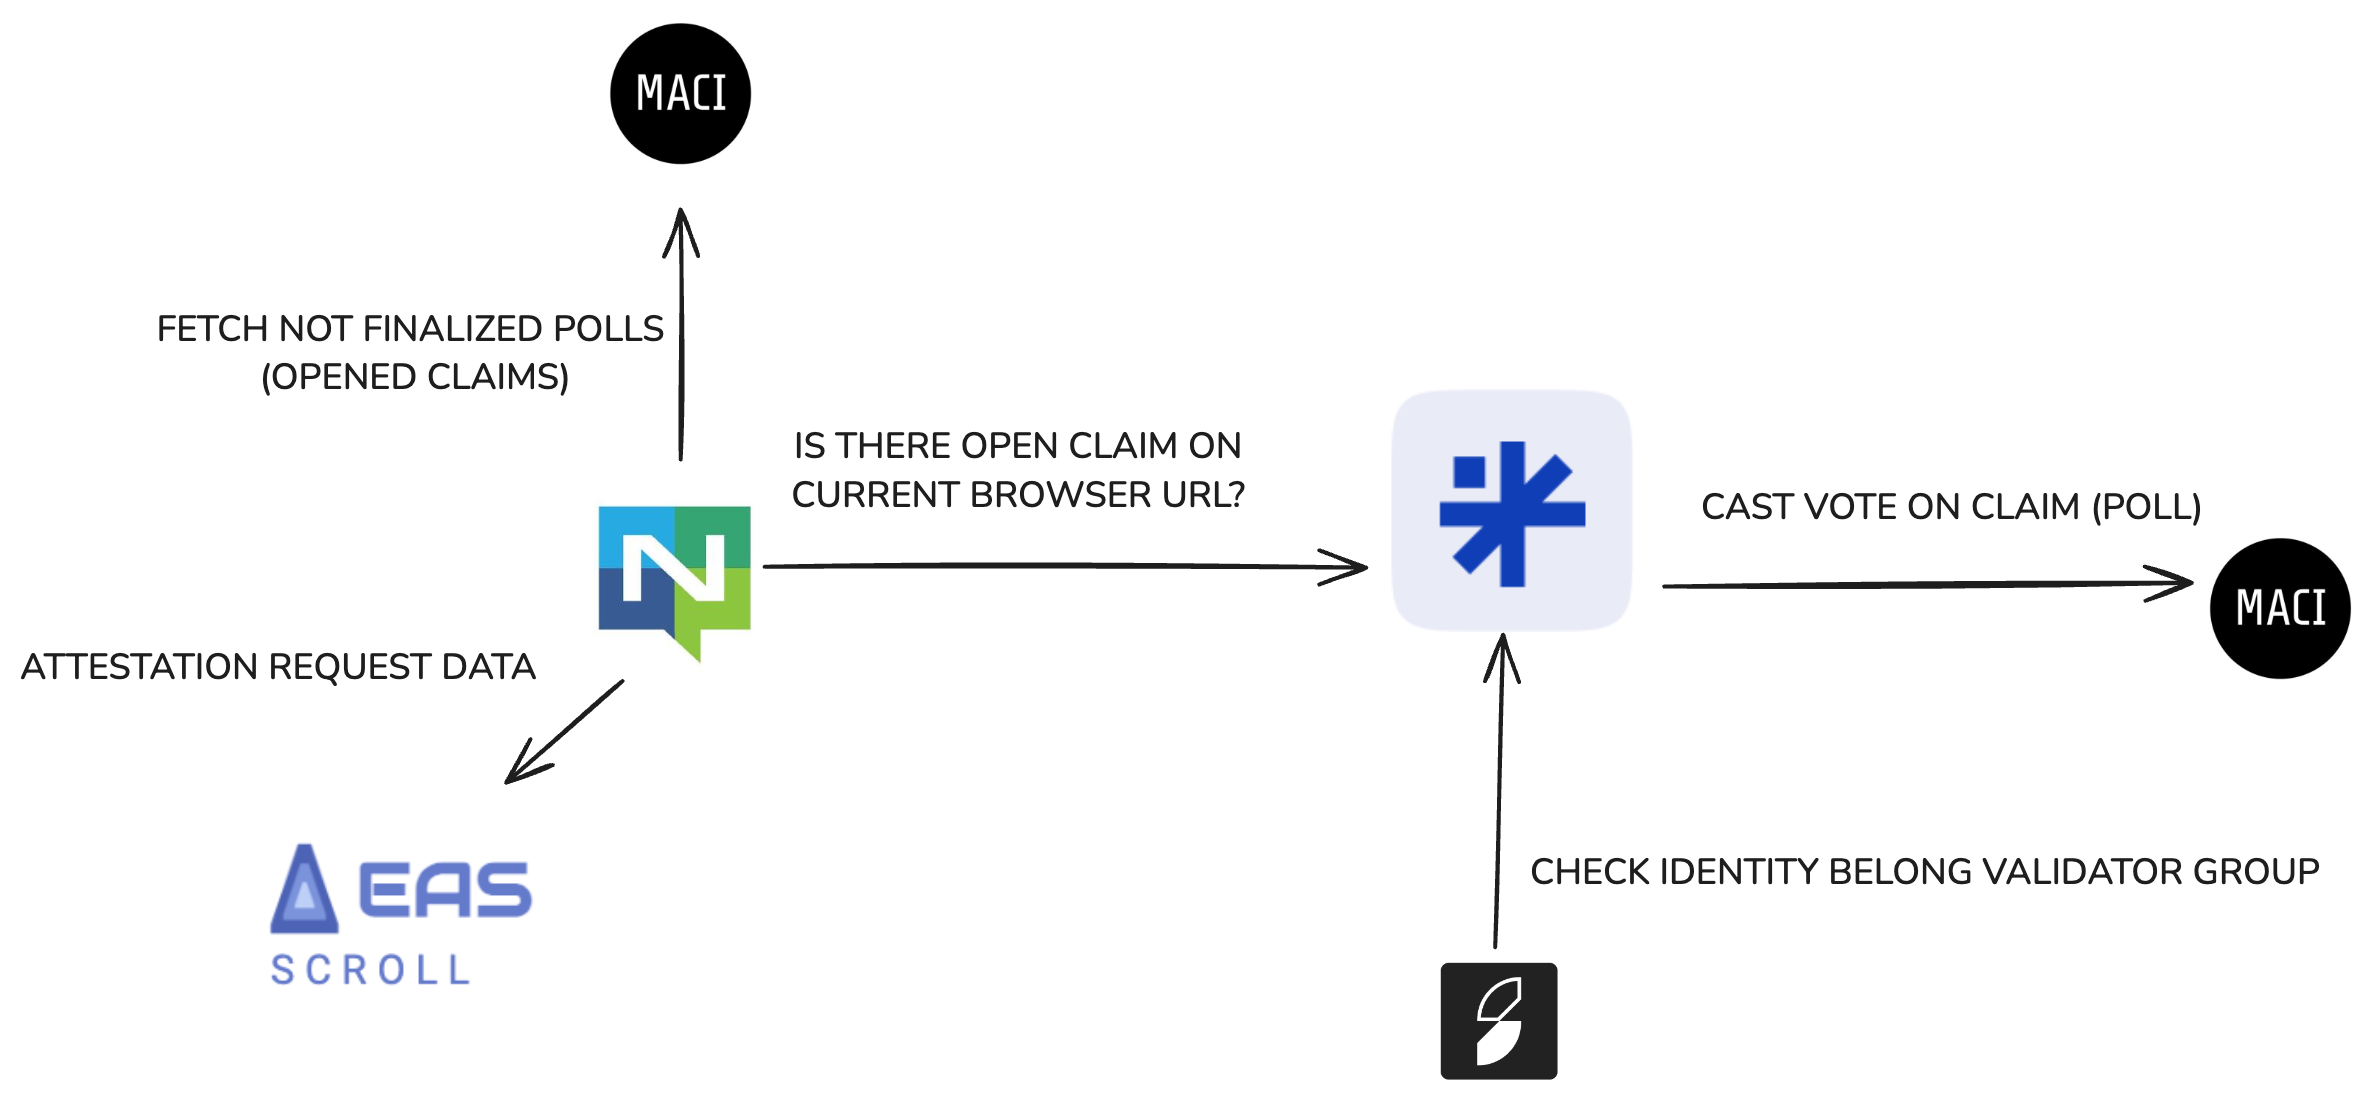 MACI
FETCH NOT FINALIZED POLLS
(OPENED CLAIMS)
IS THERE OPEN CLAIM ON
CURRENT BROWSER URL?
CAST VOTE ON CLAIM (POLL)
N
MACI
ATTESTATION REQUEST DATA
CHECK IDENTITY BELONG VALIDATOR GROUP
EAS
SCROLL